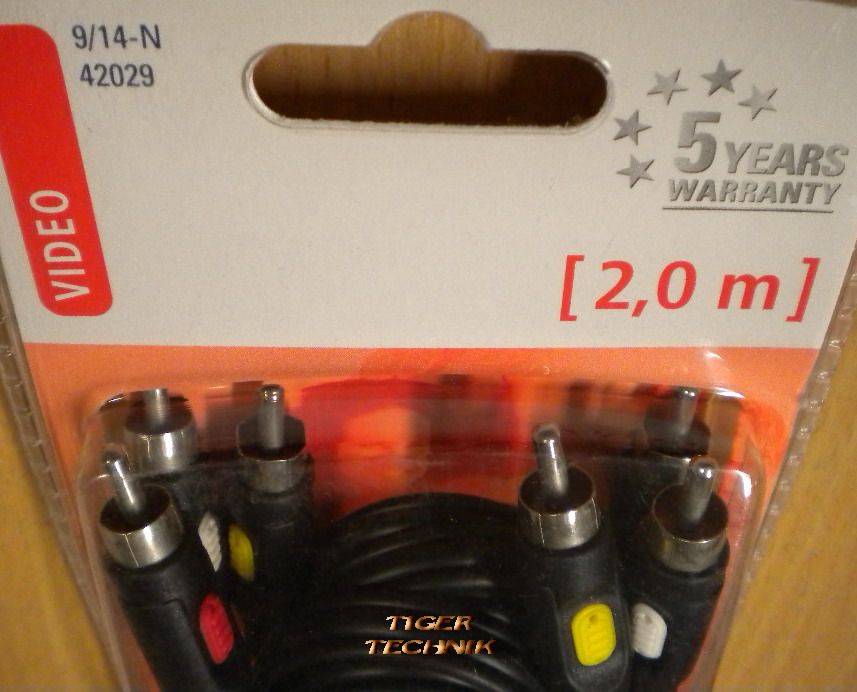 9/14-N
42029
VIDEO
5 YEARS
WARRANTY
[2,0 m]
TIGER
TECHNIK